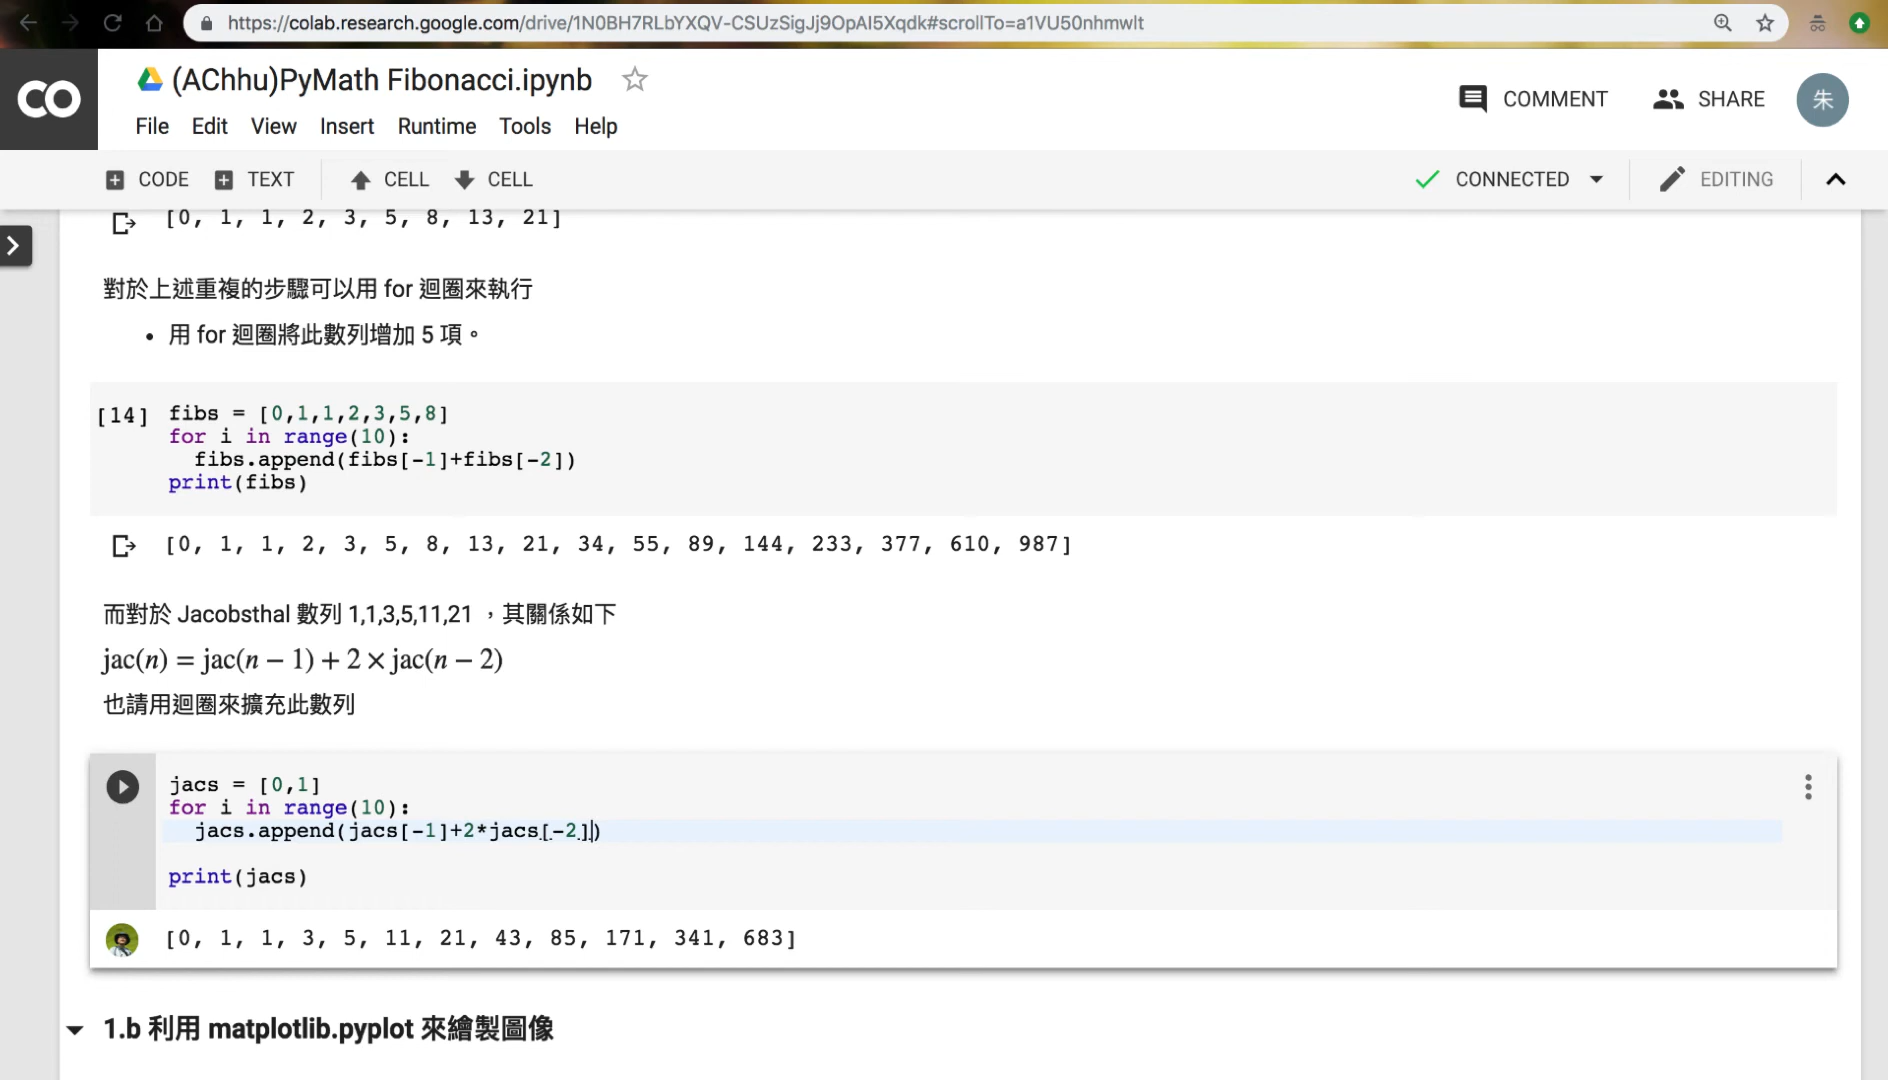 https://colab.research.google.com/drive/1N0BH7RLbYXQV-CSUzSigJj9OpAI5Xqdk#scrollTo=a1VU50nhmwlt
CO
(AChhu)PyMath Fibonacci.ipynb
COMMENT SHARE 朱
File Edit View Insert Runtime Tools Help
CODE TEXT CELL CELL CONNECTED EDITING
[0, 1, 1, 2, 3, 5, 8, 13, 21]
對於上述重複的步驟可以用 for 迴圈來執行
• 用 for 迴圈將此數列增加 5 項。
[14] fibs = [0,1,1,2,3,5,8]
for i in range(10):
  fibs.append(fibs[-1]+fibs[-2])
print(fibs)
[0, 1, 1, 2, 3, 5, 8, 13, 21, 34, 55, 89, 144, 233, 377, 610, 987]
而對於 Jacobsthal 數列 1,1,3,5,11,21 ，其關係如下
jac(n) = jac(n − 1) + 2 × jac(n − 2)
也請用迴圈來擴充此數列
jacs = [0,1]
for i in range(10):
  jacs.append(jacs[-1]+2*jacs[-2])
print(jacs)
[0, 1, 1, 3, 5, 11, 21, 43, 85, 171, 341, 683]
1.b 利用 matplotlib.pyplot 來繪製圖像